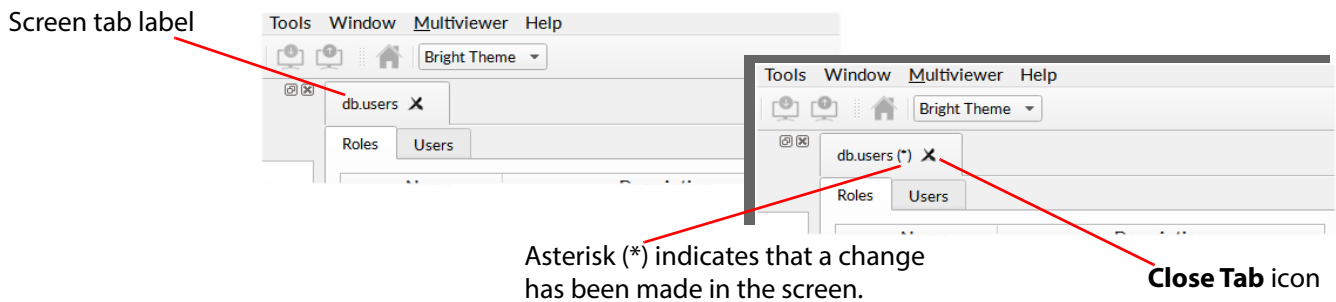 Screen tab label
Tools Window Multiviewer Help
Bright Theme
db.users
Roles Users
Tools Window Multiviewer Help
Bright Theme
db.users (*)
Roles Users
Asterisk (*) indicates that a change
has been made in the screen.
Close Tab icon